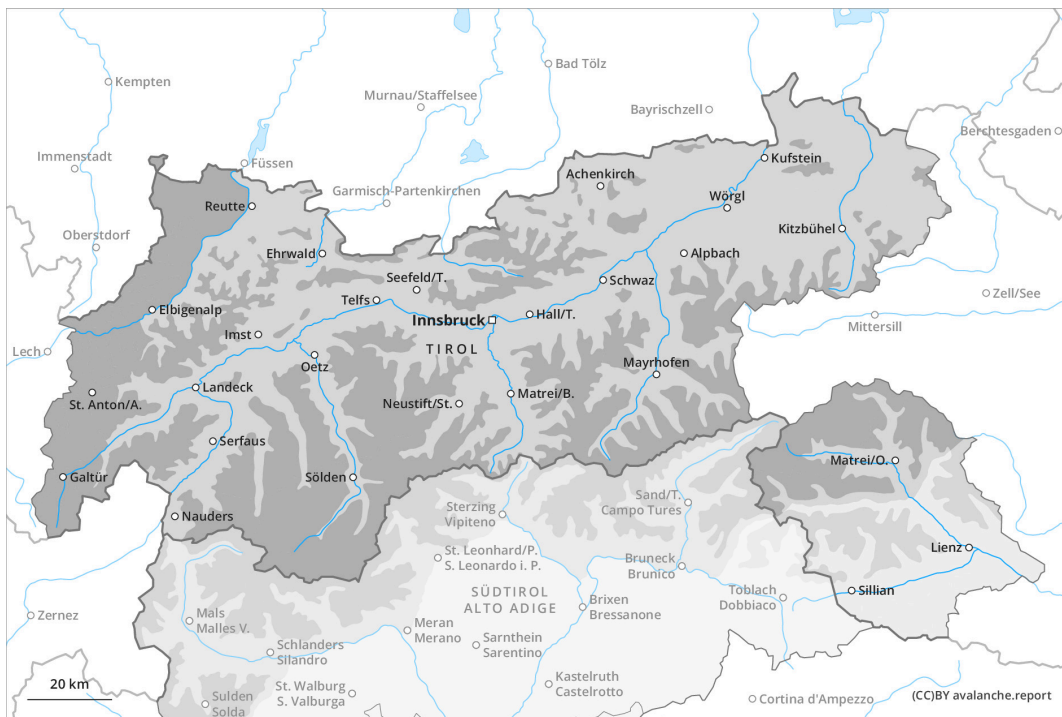 Kempten
Bad Tölz
Murnau/Staffelsee
Bayrischzell
Berchtesgaden
Immenstadt
Füssen
Kufstein
Achenkirch
Garmisch-Partenkirchen
Reutte
Wörgl
Kitzbühel
Oberstdorf
Ehrwald
Alpbach
Seefeld/T.
Schwaz
Zell/See
Telfs
Elbigenalp
Innsbruck
Hall/T.
Mittersill
Imst
TIROL
Lech
Oetz
Mayrhofen
Landeck
St. Anton/A.
Neustift/St.
Matrei/B.
Serfaus
Matrei/O.
Galtür
Sölden
Sand/T.
Campo Tures
Sterzing
Vipiteno
Nauders
St. Leonhard/P.
S. Leonardo i. P.
Bruneck
Brunico
Lienz
SÜDTIROL
ALTO ADIGE
Toblach
Dobbiaco
Sillian
Brixen
Bressanone
Zernez
Mals
Malles V.
Meran
Merano
Sarnthein
Sarentino
Schlanders
Silandro
Kastelruth
Castelrotto
St. Walburg
S. Valburga
20 km
Sulden
Solda
Cortina d'Ampezzo
(CC)BY avalanche.report